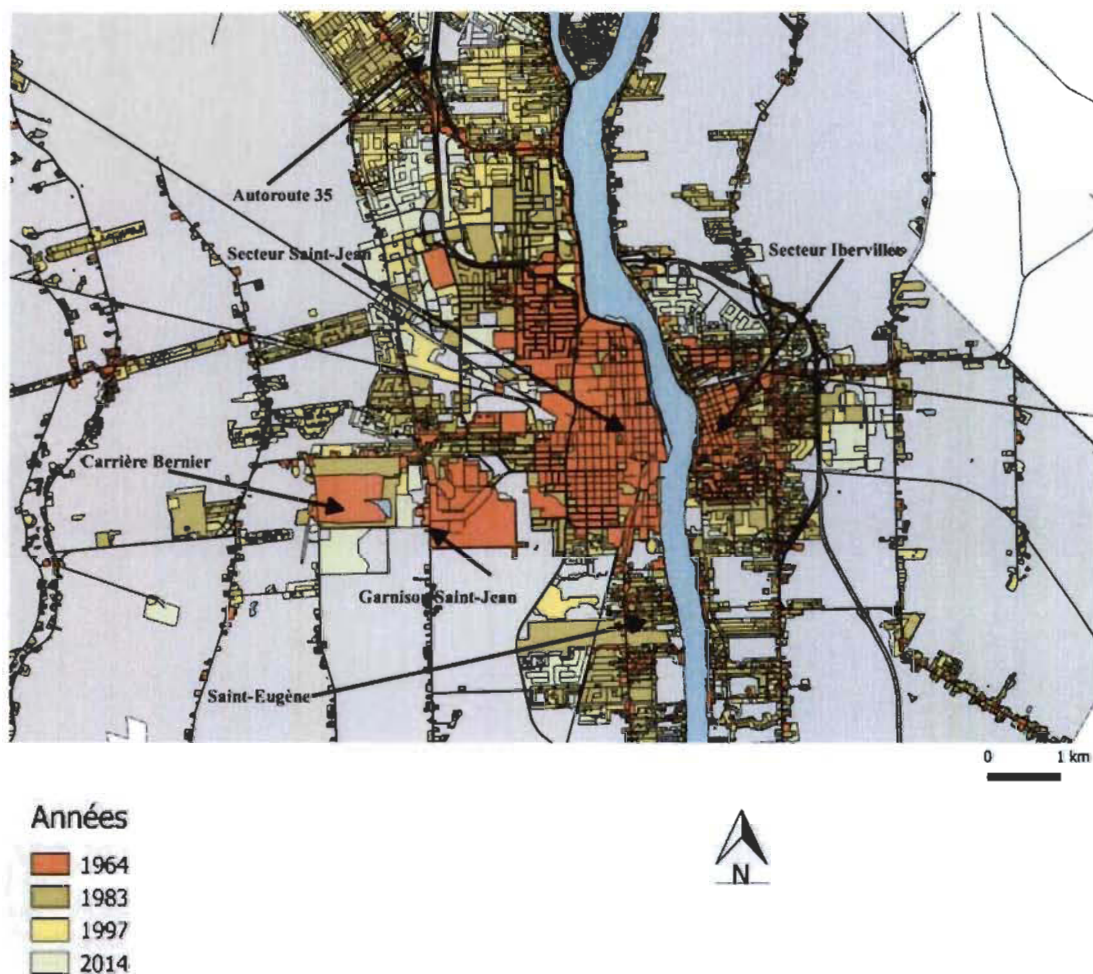 Autoroute 35
Secteur Saint-Jean
Secteur Iberville
Carrière Bernier
Garnison Saint-Jean
Saint-Eugène
0 1 km
Années
1964
1983
1997
2014
N